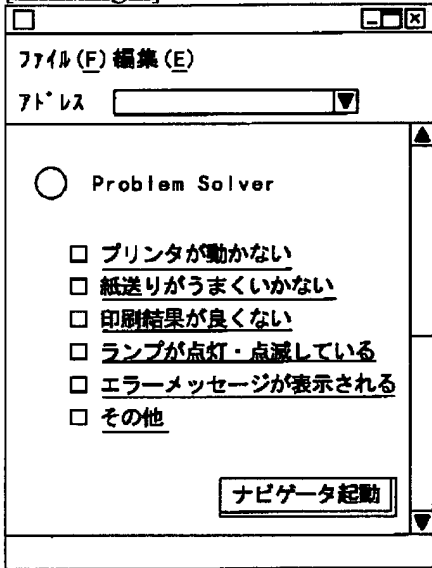 ファイル(F) 編集(E)
アドレス
Problem Solver
プリンタが動かない
紙送りがうまくいかない
印刷結果が良くない
ランプが点灯・点滅している
エラーメッセージが表示される
その他
ナビゲータ起動